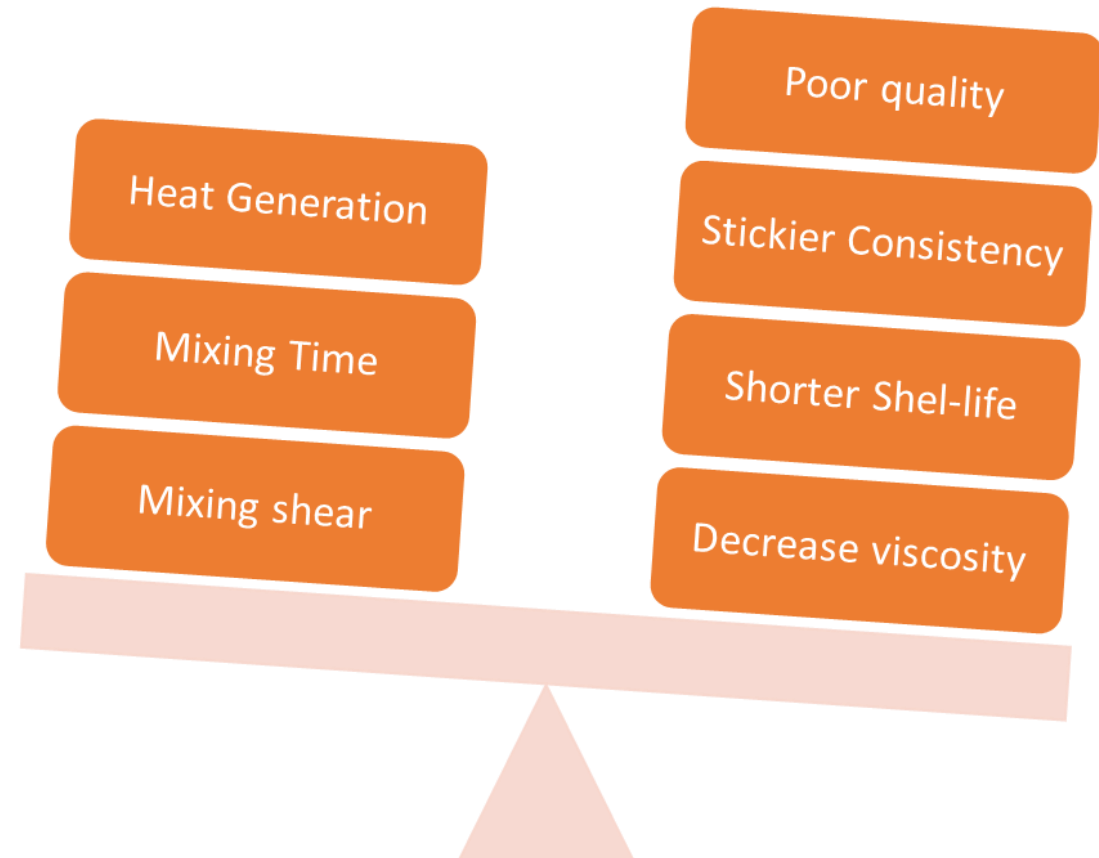 Heat Generation
Mixing Time
Mixing shear
Poor quality
Stickier Consistency
Shorter Shel-life
Decrease viscosity